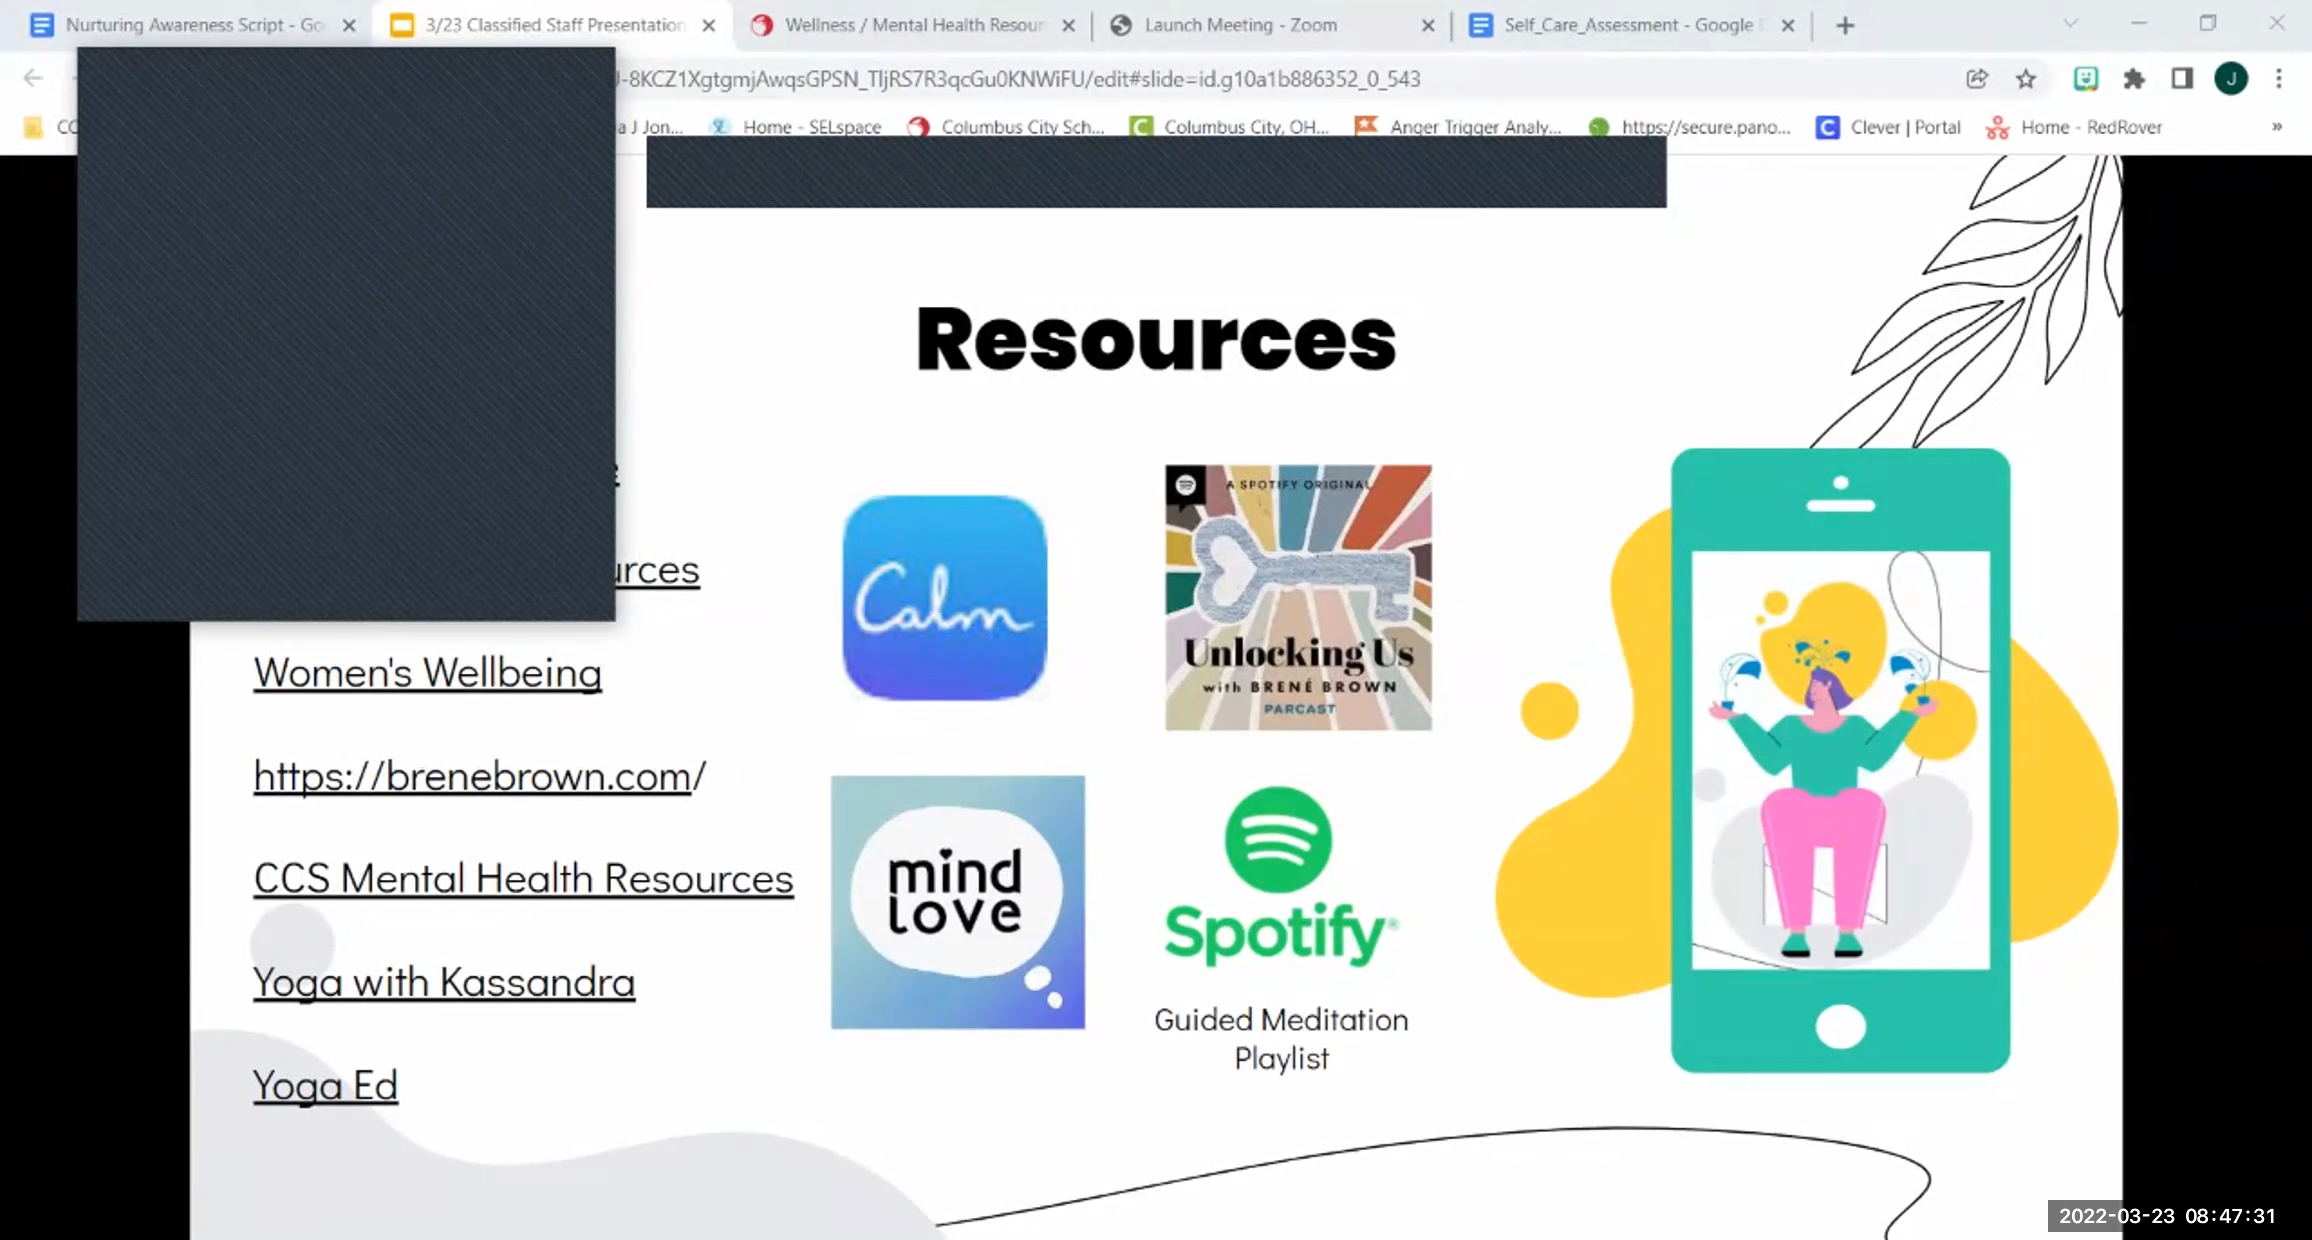 Nurturing Awareness Script - Go
3/23 Classified Staff Presentation
Wellness / Mental Health Resour
Launch Meeting - Zoom
Self_Care_Assessment - Google
J-8KCZ1XgtgmjAwqsGPSN_TljRS7R3qcGu0KNWiFU/edit#slide=id.g10a1b886352_0_543
J
a J Jon...
Home - SELspace
Columbus City Sch...
Columbus City, OH...
Anger Trigger Analy...
https://secure.pano...
Clever | Portal
Home - RedRover
Resources
urces
Women's Wellbeing
https://brenebrown.com/
CCS Mental Health Resources
Yoga with Kassandra
Yoga Ed
Calm
A SPOTIFY ORIGINAL
Unlocking Us
with BRENÉ BROWN
PARCAST
mind
love
Spotify®
Guided Meditation
Playlist
2022-03-23 08:47:31